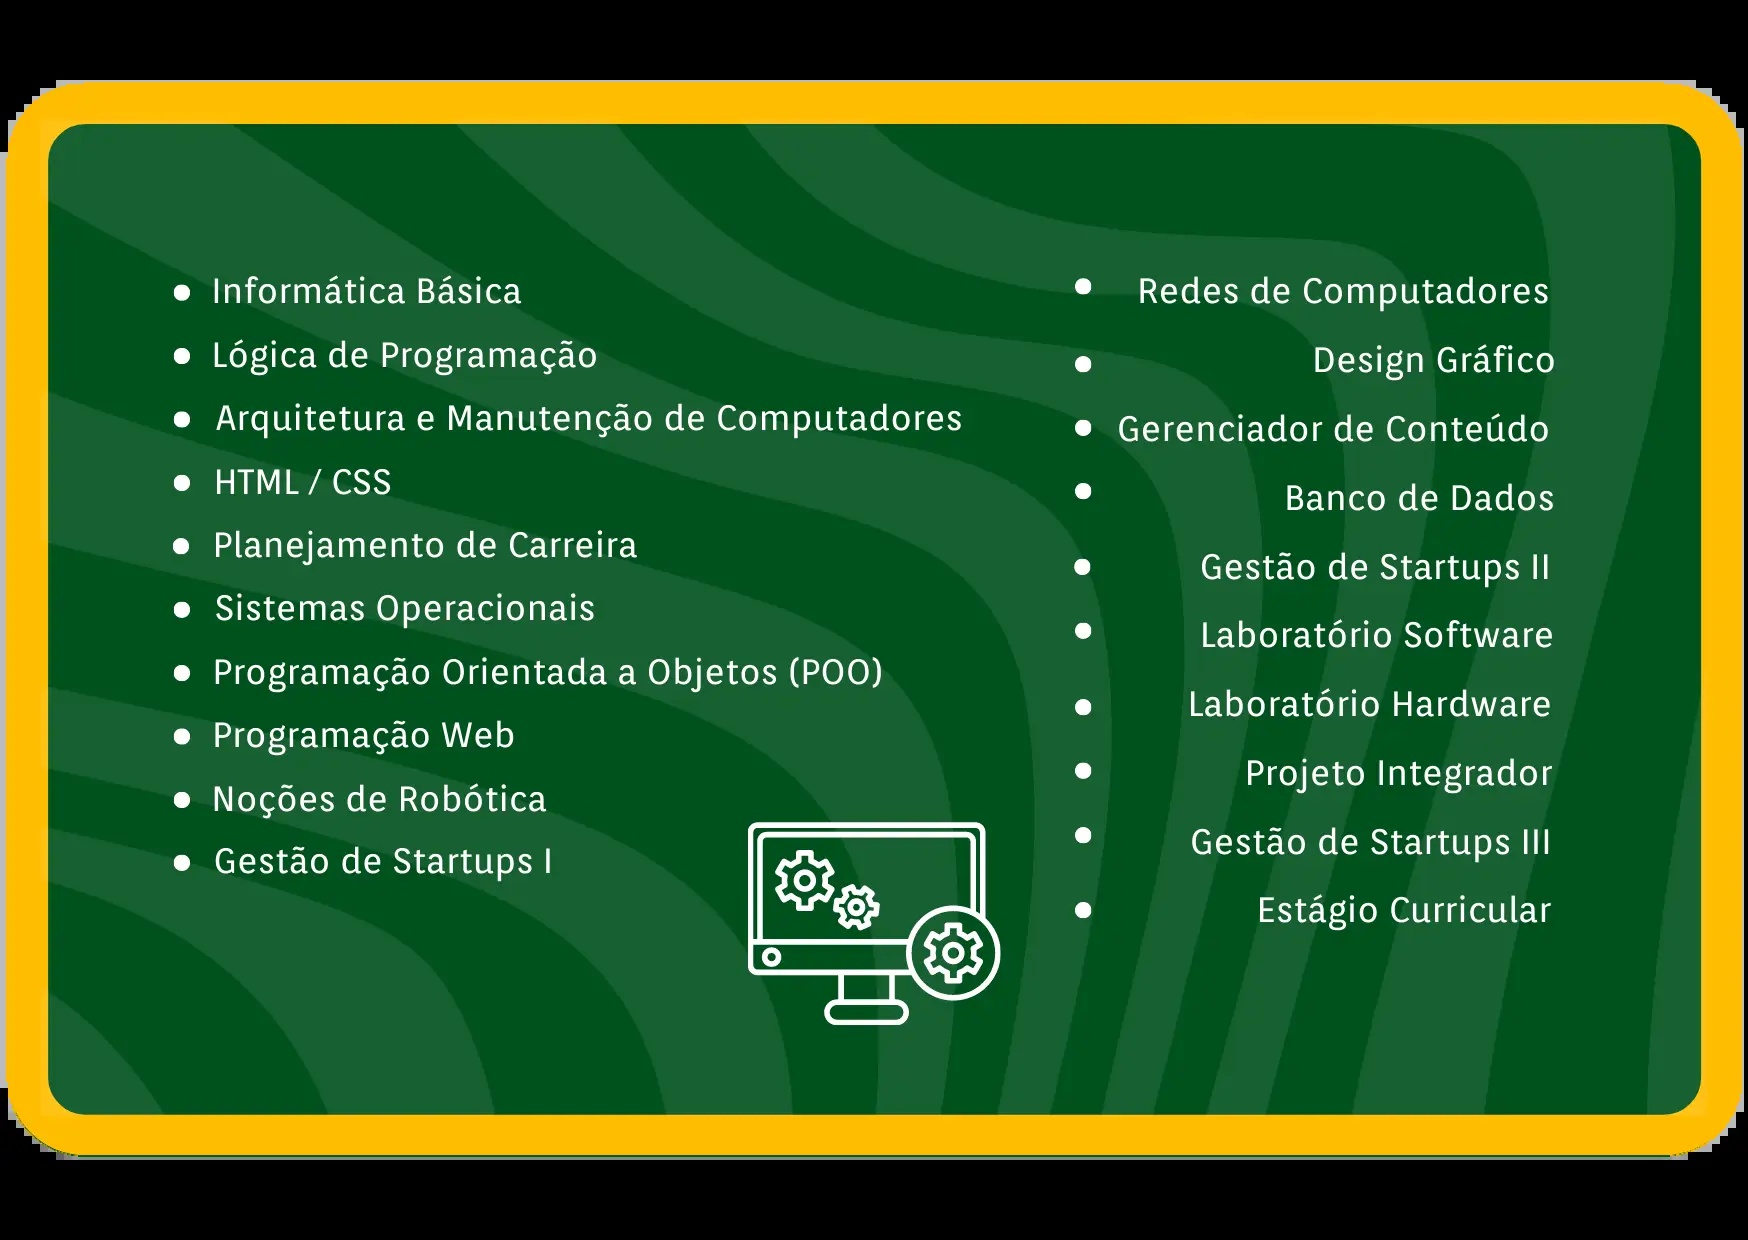 Informática Básica
Lógica de Programação
Arquitetura e Manutenção de Computadores
HTML / CSS
Planejamento de Carreira
Sistemas Operacionais
Programação Orientada a Objetos (POO)
Programação Web
Noções de Robótica
Gestão de Startups I
Redes de Computadores
Design Gráfico
Gerenciador de Conteúdo
Banco de Dados
Gestão de Startups II
Laboratório Software
Laboratório Hardware
Projeto Integrador
Gestão de Startups III
Estágio Curricular